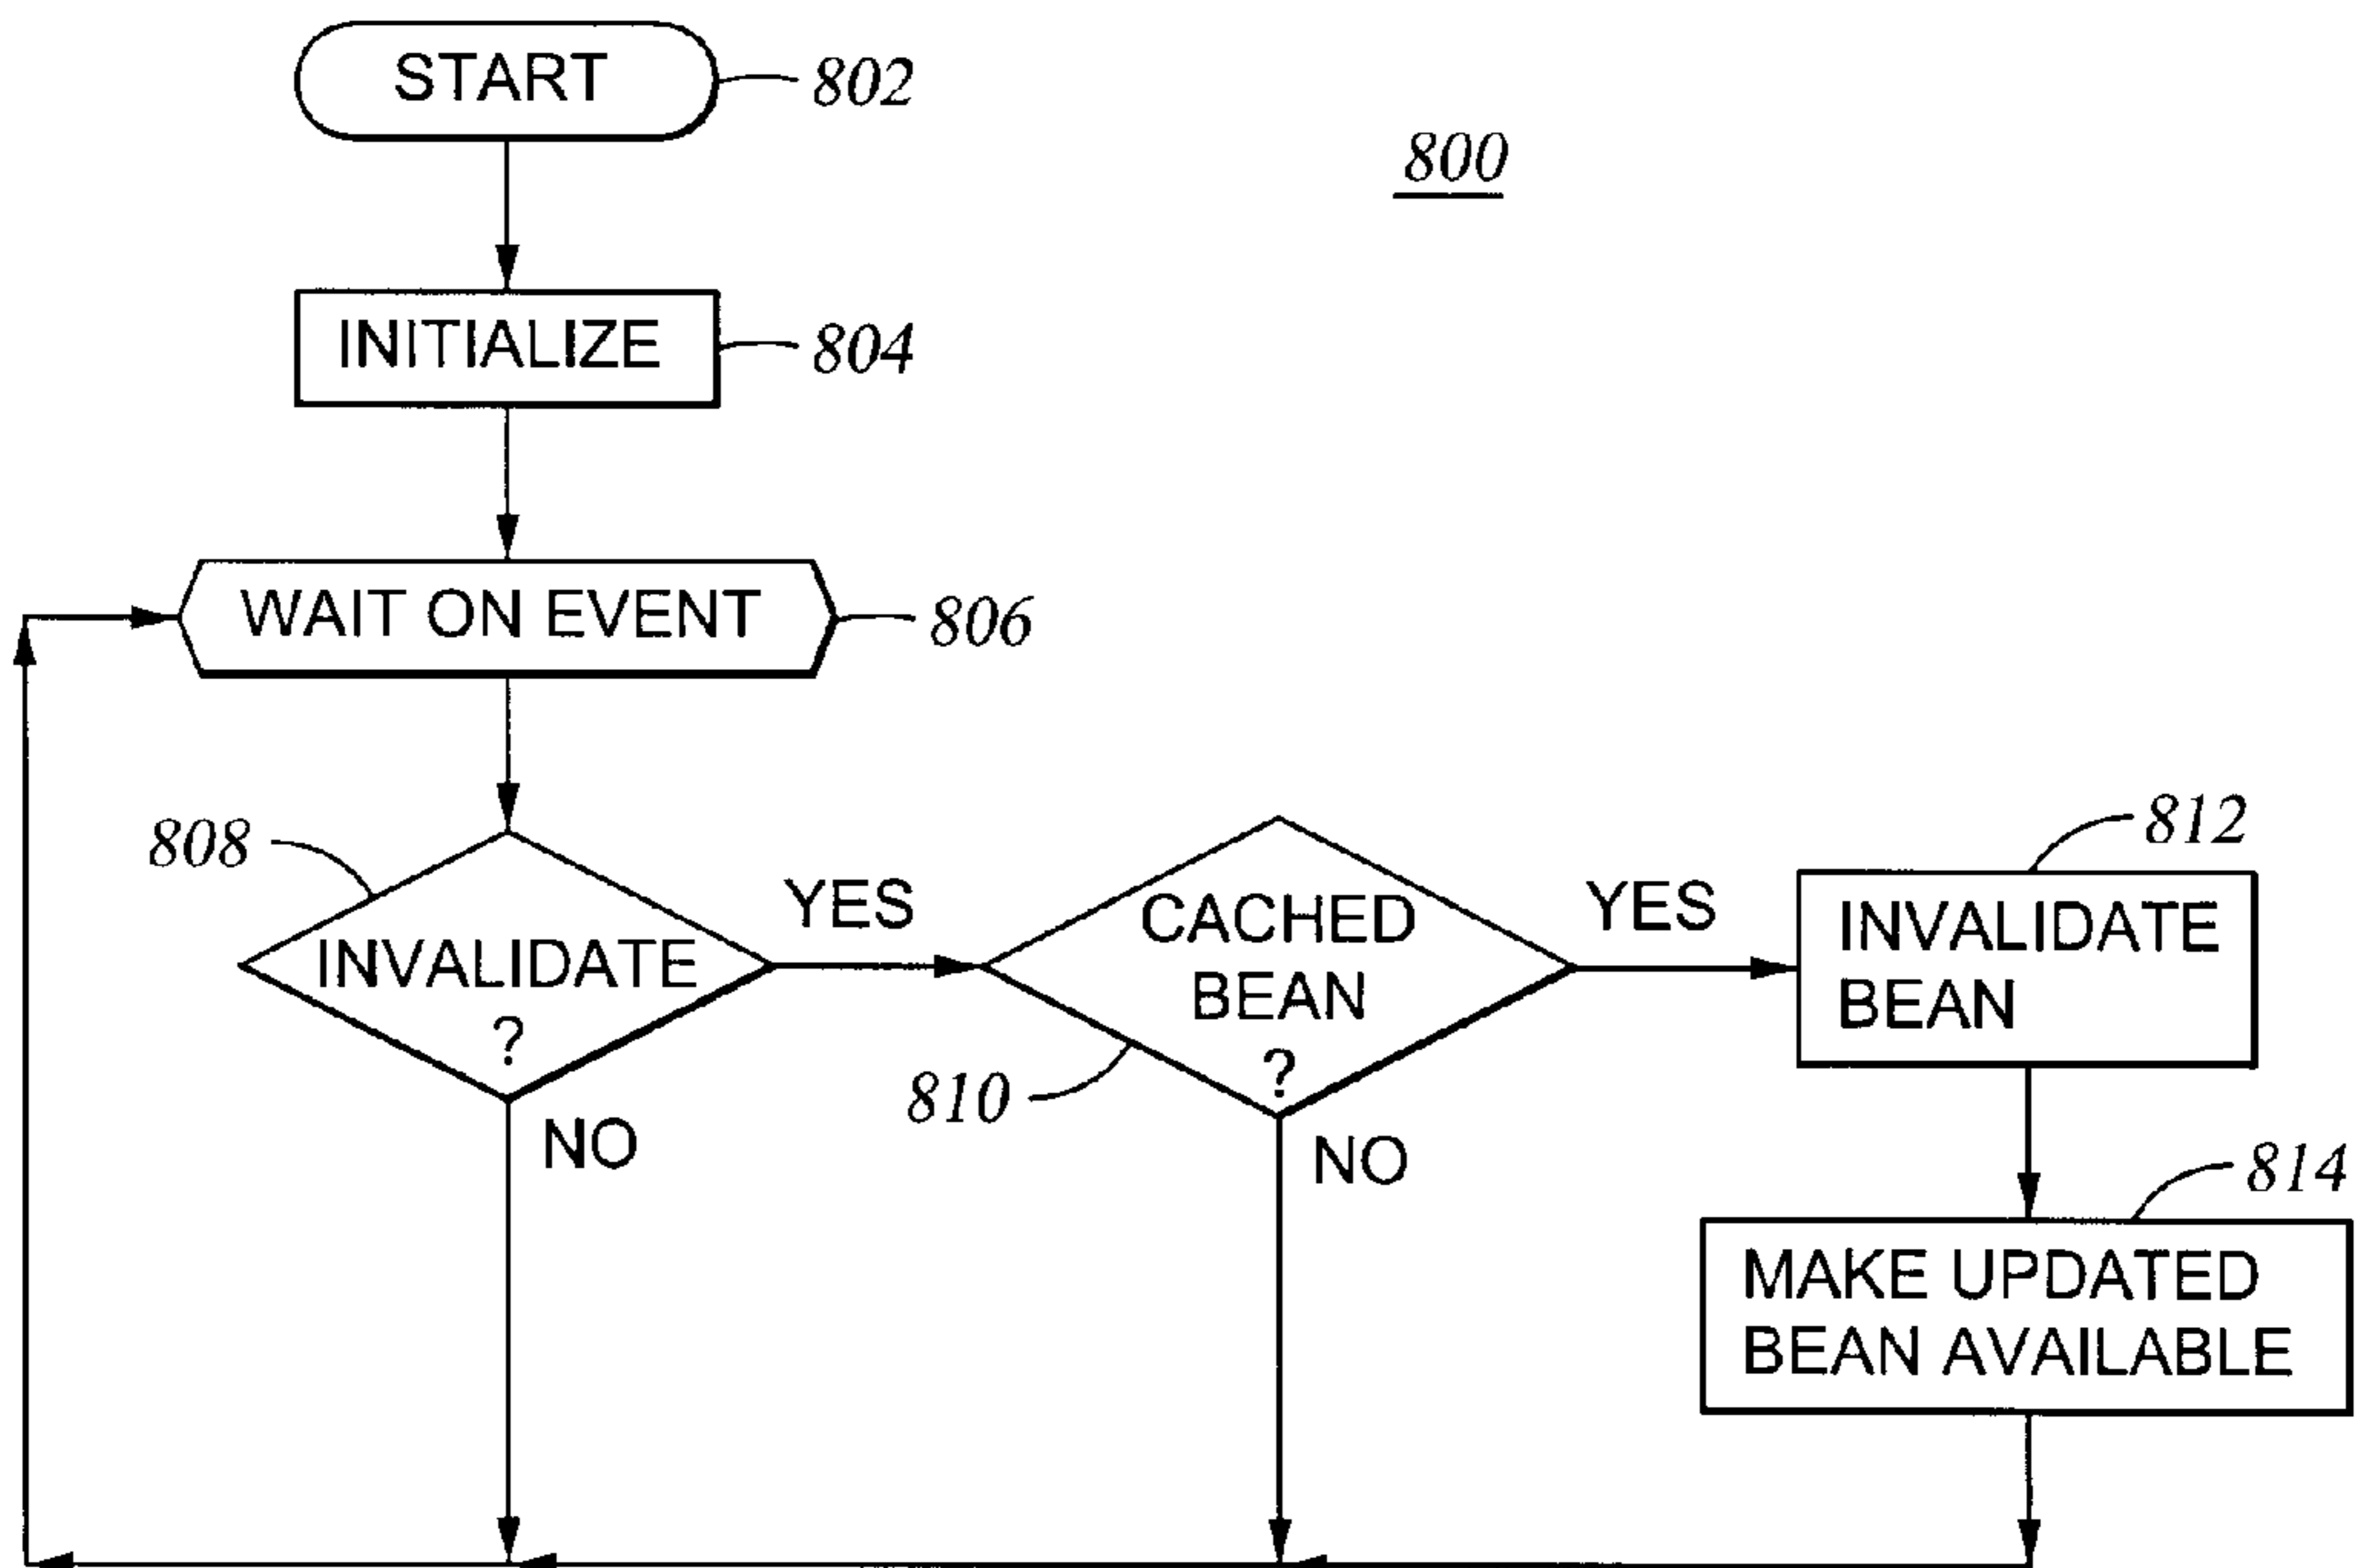 START
802
800
INITIALIZE
804
WAIT ON EVENT
806
808
INVALIDATE
?
YES
NO
CACHED
BEAN
?
810
YES
NO
812
INVALIDATE
BEAN
814
MAKE UPDATED
BEAN AVAILABLE